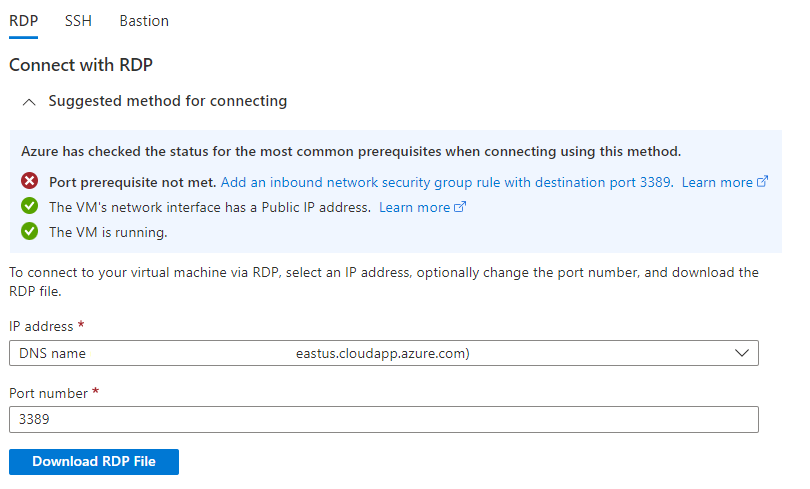 RDP SSH Bastion
Connect with RDP
Suggested method for connecting
Azure has checked the status for the most common prerequisites when connecting using this method.
Port prerequisite not met. Add an inbound network security group rule with destination port 3389. Learn more
The VM's network interface has a Public IP address. Learn more
The VM is running.
To connect to your virtual machine via RDP, select an IP address, optionally change the port number, and download the
RDP file.
IP address *
DNS name eastus.cloudapp.azure.com)
Port number *
3389
Download RDP File